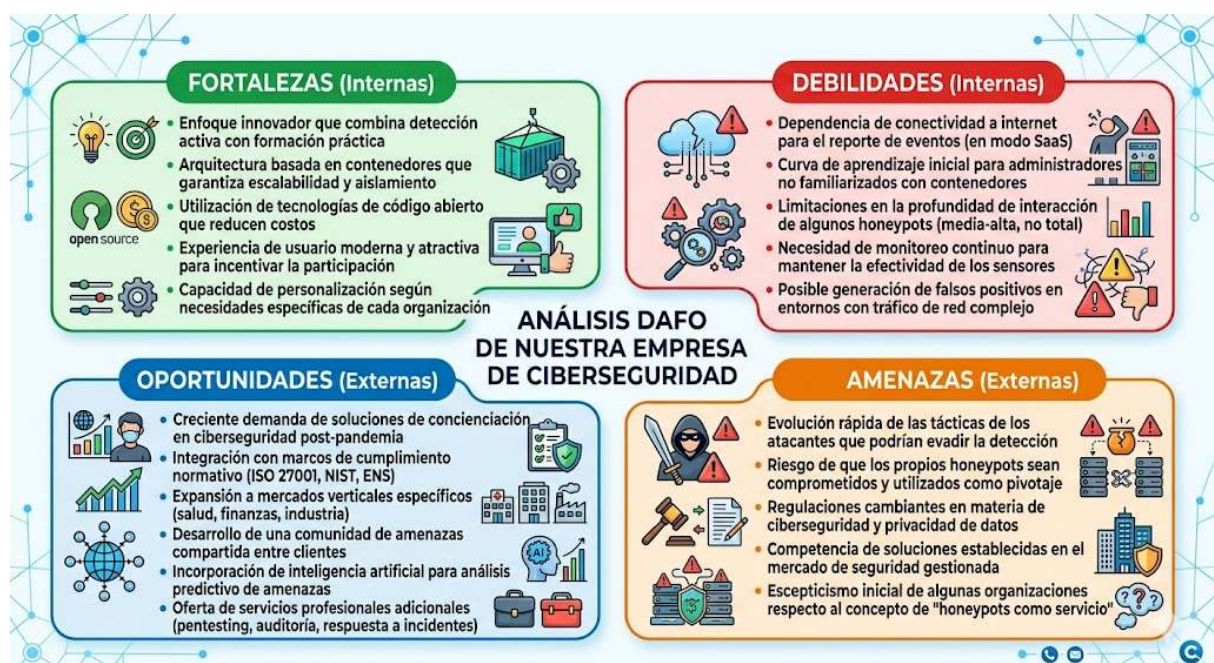 FORTALEZAS (Internas)
• Enfoque innovador que combina detección
activa con formación práctica
• Arquitectura basada en contenedores que
garantiza escalabilidad y aislamiento
• Utilización de tecnologías de código abierto
que reducen costos
• Experiencia de usuario moderna y atractiva
para incentivar la participación
• Capacidad de personalización según
necesidades específicas de cada organización
open source
DEBILIDADES (Internas)
• Dependencia de conectividad a internet
para el reporte de eventos (en modo SaaS)
• Curva de aprendizaje inicial para administradores
no familiarizados con contenedores
• Limitaciones en la profundidad de interacción
de algunos honeypots (media-alta, no total)
• Necesidad de monitoreo continuo para
mantener la efectividad de los sensores
• Posible generación de falsos positivos en
entornos con tráfico de red complejo
ANÁLISIS DAFO
DE NUESTRA EMPRESA
DE CIBERSEGURIDAD
OPORTUNIDADES (Externas)
• Creciente demanda de soluciones de concienciación
en ciberseguridad post-pandemia
• Integración con marcos de cumplimiento
normativo (ISO 27001, NIST, ENS)
• Expansión a mercados verticales específicos
(salud, finanzas, industria)
• Desarrollo de una comunidad de amenazas
compartida entre clientes
• Incorporación de inteligencia artificial para análisis
predictivo de amenazas
• Oferta de servicios profesionales adicionales
(pentesting, auditoría, respuesta a incidentes)
AI
AMENAZAS (Externas)
• Evolución rápida de las tácticas de los
atacantes que podrían evadir la detección
• Riesgo de que los propios honeypots sean
comprometidos y utilizados como pivotaje
• Regulaciones cambiantes en materia de
ciberseguridad y privacidad de datos
• Competencia de soluciones establecidas en el
mercado de seguridad gestionada
• Escepticismo inicial de algunas organizaciones
respecto al concepto de "honeypots como servicio"